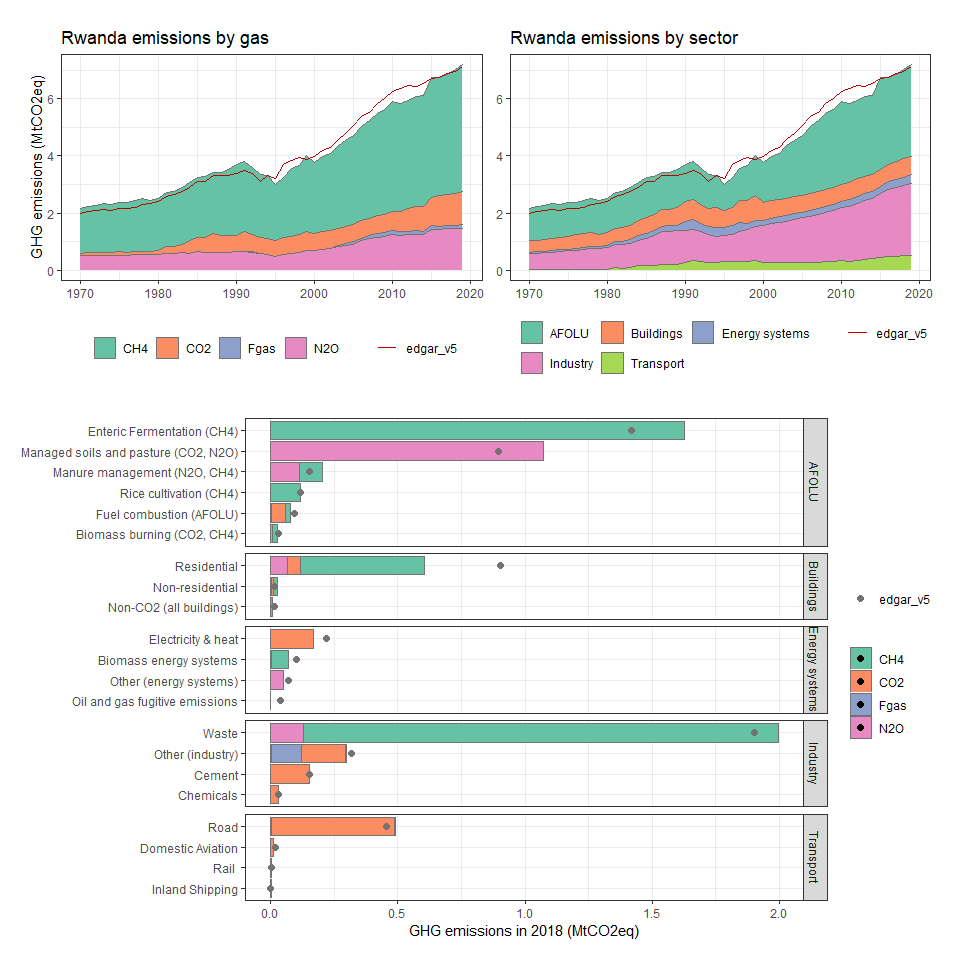 Rwanda emissions by gas
Rwanda emissions by sector
GHG emissions (MtCO2eq)
6
4
2
0
1970 1980 1990 2000 2010 2020
6
4
2
0
1970 1980 1990 2000 2010 2020
CH4 CO2 Fgas N2O edgar_v5
AFOLU Buildings Energy systems edgar_v5
Industry Transport
Enteric Fermentation (CH4)
Managed soils and pasture (CO2, N2O)
Manure management (N2O, CH4)
Rice cultivation (CH4)
Fuel combustion (AFOLU)
Biomass burning (CO2, CH4)
AFOLU
Residential
Non-residential
Non-CO2 (all buildings)
Buildings
Electricity & heat
Biomass energy systems
Other (energy systems)
Oil and gas fugitive emissions
Energy systems
Waste
Other (industry)
Cement
Chemicals
Industry
Road
Domestic Aviation
Rail
Inland Shipping
Transport
0.0 0.5 1.0 1.5 2.0
GHG emissions in 2018 (MtCO2eq)
edgar_v5
CH4
CO2
Fgas
N2O